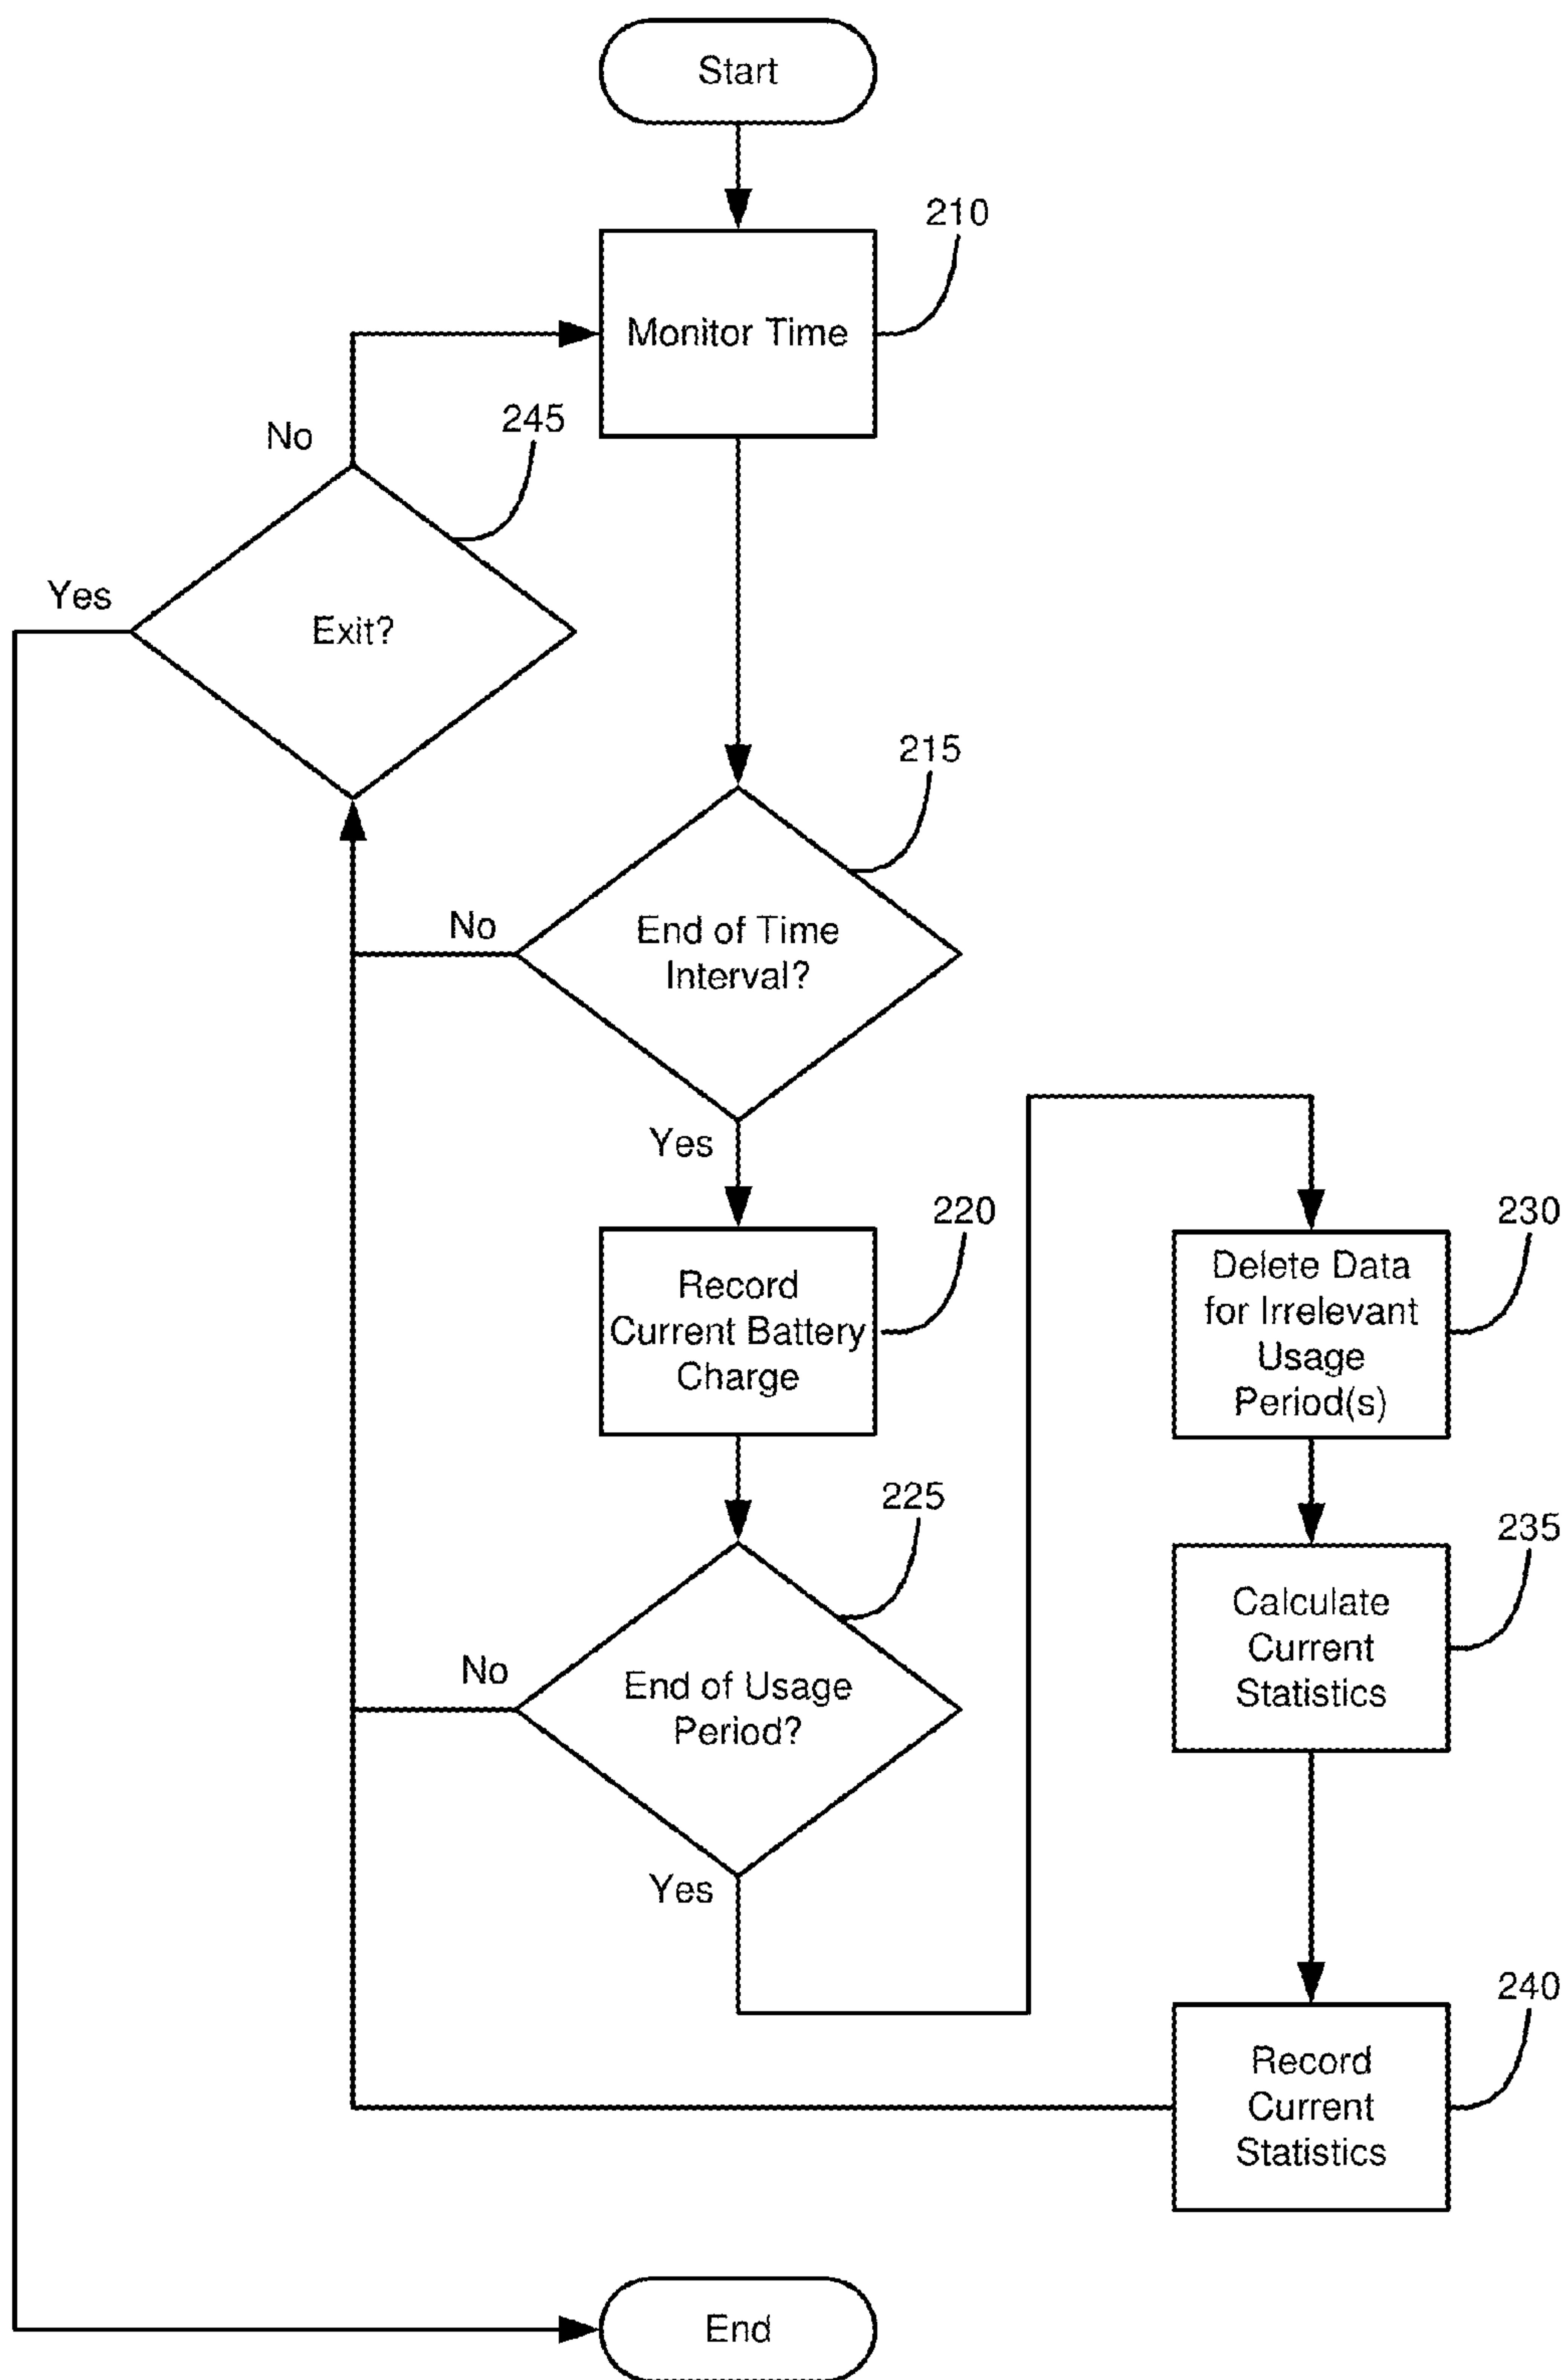 Start
210
Monitor Time
No
245
Yes
Exit?
215
No
End of Time
Interval?
Yes
220
230
Record
Current Battery
Charge
Delete Data
for Irrelevant
Usage
Period(s)
225
235
Calculate
Current
Statistics
No
End of Usage
Period?
Yes
240
Record
Current
Statistics
End